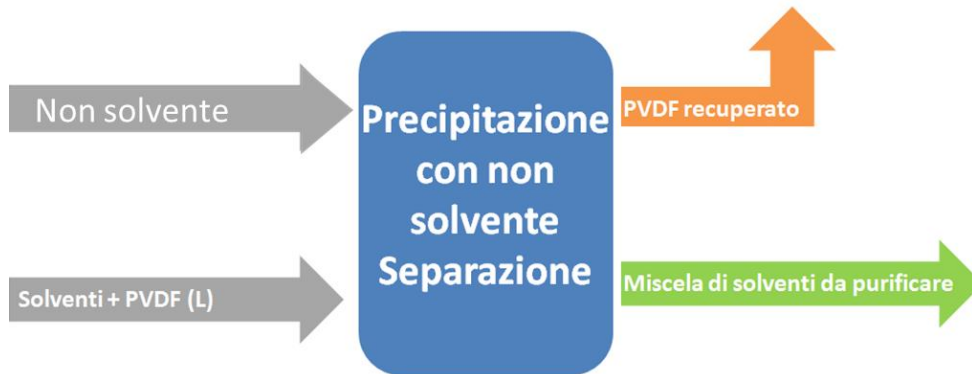 Non solvente
Solventi + PVDF (L)
Precipitazione
con non
solvente
Separazione
PVDF recuperato
Miscela di solventi da purificare